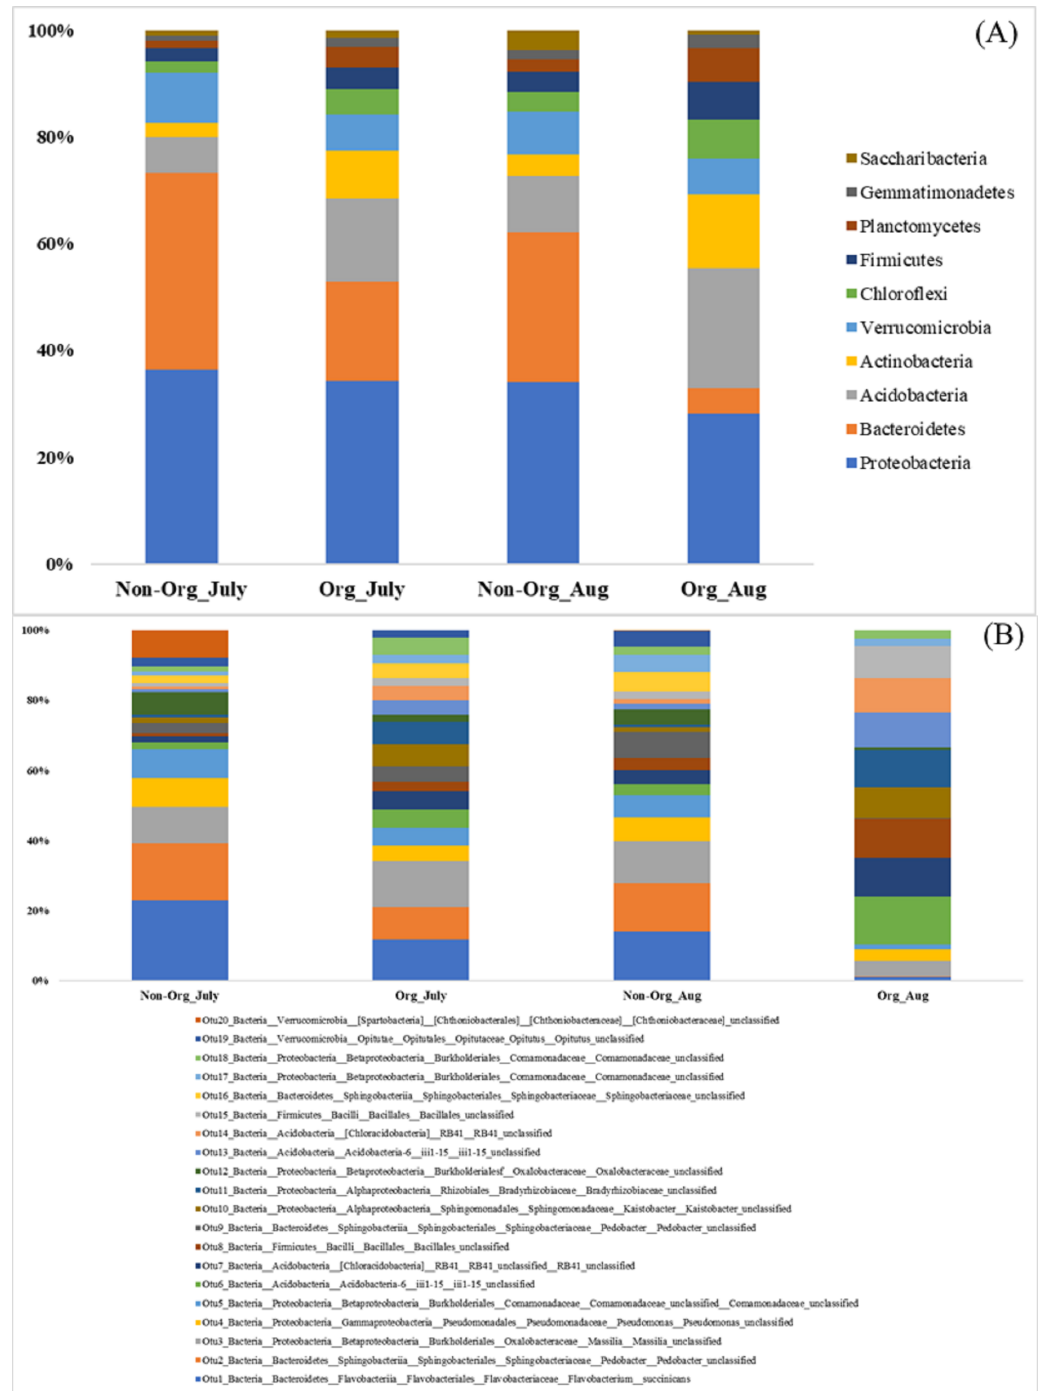 (A)
100%
80%
60%
40%
20%
0%
Non-Org_July
Org_July
Non-Org_Aug
Org_Aug
Saccharibacteria
Gemmatimonadetes
Planctomycetes
Firmicutes
Chloroflexi
Verrucomicrobia
Actinobacteria
Acidobacteria
Bacteroidetes
Proteobacteria
(B)
100%
80%
60%
40%
20%
0%
Non-Org_July
Org_July
Non-Org_Aug
Org_Aug
Otu20_Bacteria__Verrucomicrobia__[Spartobacteria]__[Chthoniobacterales]__[Chthoniobacteraceae]__[Chthoniobacteraceae]_unclassified
Otu19_Bacteria__Verrucomicrobia__Opitutae__Opitutales__Opitutaceae_Opitutus__Opitutus_unclassified
Otu18_Bacteria__Proteobacteria__Betaproteobacteria__Burkholderiales__Comamonadaceae__Comamonadaceae_unclassified
Otu17_Bacteria__Proteobacteria__Betaproteobacteria__Burkholderiales__Comamonadaceae__Comamonadaceae_unclassified
Otu16_Bacteria__Bacteroidetes__Sphingobacteriia__Sphingobacteriales__Sphingobacteriaceae__Sphingobacteriaceae_unclassified
Otu15_Bacteria__Firmicutes__Bacilli__Bacillales__Bacillales_unclassified
Otu14_Bacteria__Acidobacteria__[Chloracidobacteria]__RB41__RB41_unclassified
Otu13_Bacteria__Acidobacteria__Acidobacteria-6__iii1-15__iii1-15_unclassified
Otu12_Bacteria__Proteobacteria__Betaproteobacteria__Burkholderialesf__Oxalobacteraceae__Oxalobacteraceae_unclassified
Otu11_Bacteria__Proteobacteria__Alphaproteobacteria__Rhizobiales__Bradyrhizobiaceae__Bradyrhizobiaceae_unclassified
Otu10_Bacteria__Proteobacteria__Alphaproteobacteria__Sphingomonadales__Sphingomonadaceae__Kaistobacter__Kaistobacter_unclassified
Otu9_Bacteria__Bacteroidetes__Sphingobacteriia__Sphingobacteriales__Sphingobacteriaceae__Pedobacter__Pedobacter_unclassified
Otu8_Bacteria__Firmicutes__Bacilli__Bacillales__Bacillales_unclassified
Otu7_Bacteria__Acidobacteria__[Chloracidobacteria]__RB41__RB41_unclassified__RB41_unclassified
Otu6_Bacteria__Acidobacteria__Acidobacteria-6__iii1-15__iii1-15_unclassified
Otu5_Bacteria__Proteobacteria__Betaproteobacteria__Burkholderiales__Comamonadaceae__Comamonadaceae_unclassified__Comamonadaceae_unclassified
Otu4_Bacteria__Proteobacteria__Gammaproteobacteria__Pseudomonadales__Pseudomonadaceae__Pseudomonas__Pseudomonas_unclassified
Otu3_Bacteria__Proteobacteria__Betaproteobacteria__Burkholderiales__Oxalobacteraceae__Massilia__Massilia_unclassified
Otu2_Bacteria__Bacteroidetes__Sphingobacteriia__Sphingobacteriales__Sphingobacteriaceae__Pedobacter__Pedobacter_unclassified
Otu1_Bacteria__Bacteroidetes__Flavobacteriia__Flavobacteriales__Flavobacteriaceae__Flavobacterium__succinicans